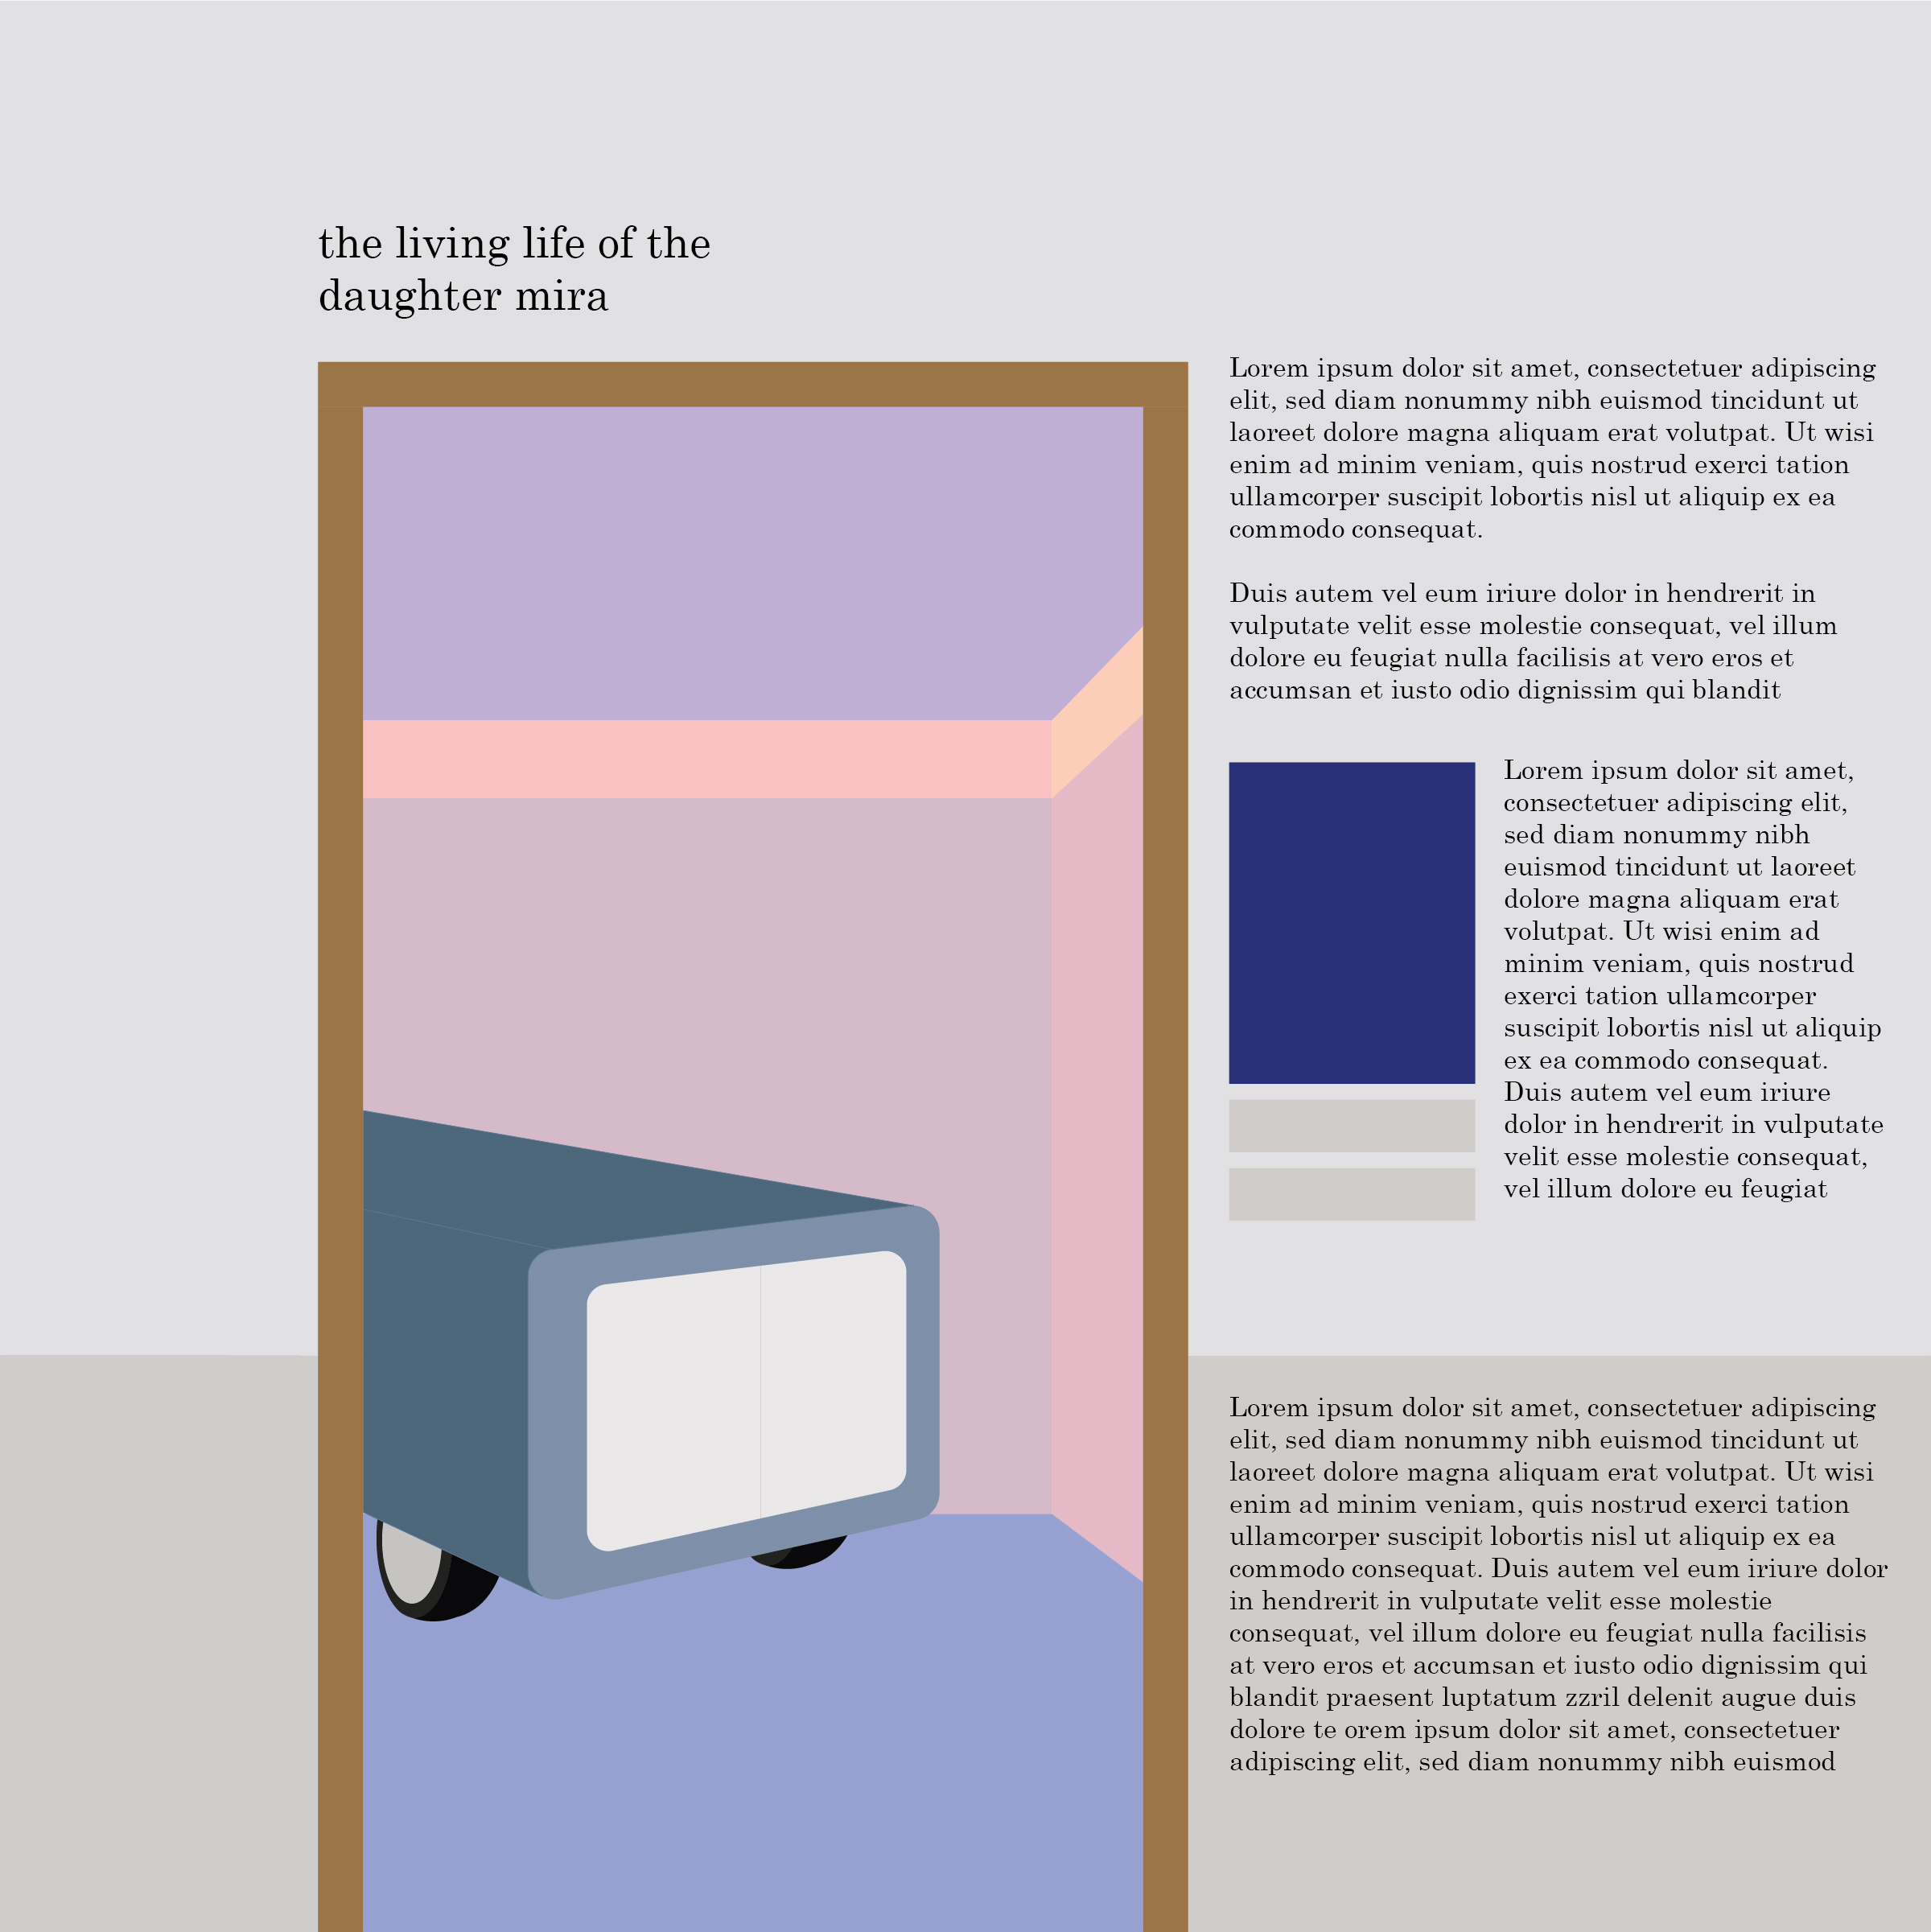 the living life of the
daughter mira
Lorem ipsum dolor sit amet, consectetuer adipiscing
elit, sed diam nonummy nibh euismod tincidunt ut
laoreet dolore magna aliquam erat volutpat. Ut wisi
enim ad minim veniam, quis nostrud exerci tation
ullamcorper suscipit lobortis nisl ut aliquip ex ea
commodo consequat.
Duis autem vel eum iriure dolor in hendrerit in
vulputate velit esse molestie consequat, vel illum
dolore eu feugiat nulla facilisis at vero eros et
accumsan et iusto odio dignissim qui blandit
Lorem ipsum dolor sit amet,
consectetuer adipiscing elit,
sed diam nonummy nibh
euismod tincidunt ut laoreet
dolore magna aliquam erat
volutpat. Ut wisi enim ad
minim veniam, quis nostrud
exerci tation ullamcorper
suscipit lobortis nisl ut aliquip
ex ea commodo consequat.
Duis autem vel eum iriure
dolor in hendrerit in vulputate
velit esse molestie consequat,
vel illum dolore eu feugiat
Lorem ipsum dolor sit amet, consectetuer adipiscing
elit, sed diam nonummy nibh euismod tincidunt ut
laoreet dolore magna aliquam erat volutpat. Ut wisi
enim ad minim veniam, quis nostrud exerci tation
ullamcorper suscipit lobortis nisl ut aliquip ex ea
commodo consequat. Duis autem vel eum iriure dolor
in hendrerit in vulputate velit esse molestie
consequat, vel illum dolore eu feugiat nulla facilisis
at vero eros et accumsan et iusto odio dignissim qui
blandit praesent luptatum zzril delenit augue duis
dolore te orem ipsum dolor sit amet, consectetuer
adipiscing elit, sed diam nonummy nibh euismod